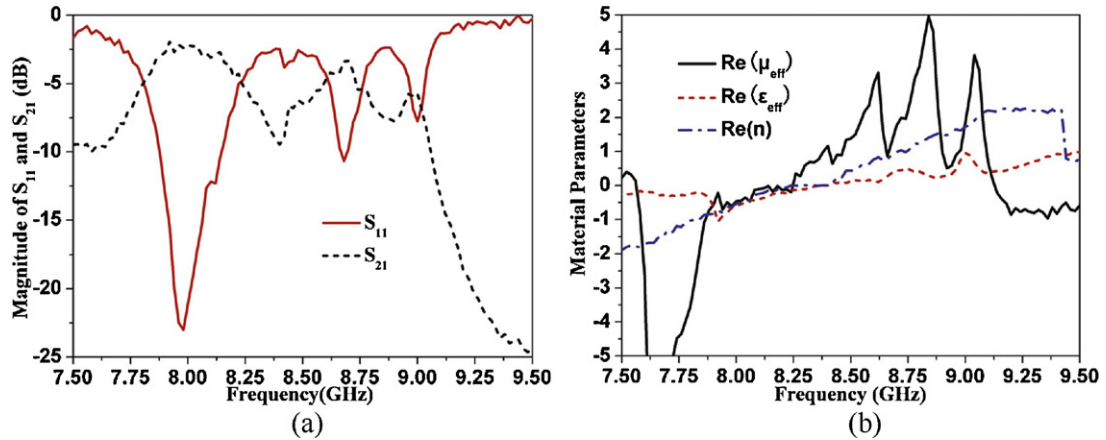 Magnitude of S11 and S21 (dB)
0
-5
-10
-15
-20
-25
S11
S21
7.50 7.75 8.00 8.25 8.50 8.75 9.00 9.25 9.50
Frequency(GHz)
(a)
Material Parameters
5
4
3
2
1
0
-1
-2
-3
-4
-5
Re (μeff)
Re (εeff)
Re(n)
7.50 7.75 8.00 8.25 8.50 8.75 9.00 9.25 9.50
Frequency (GHz)
(b)